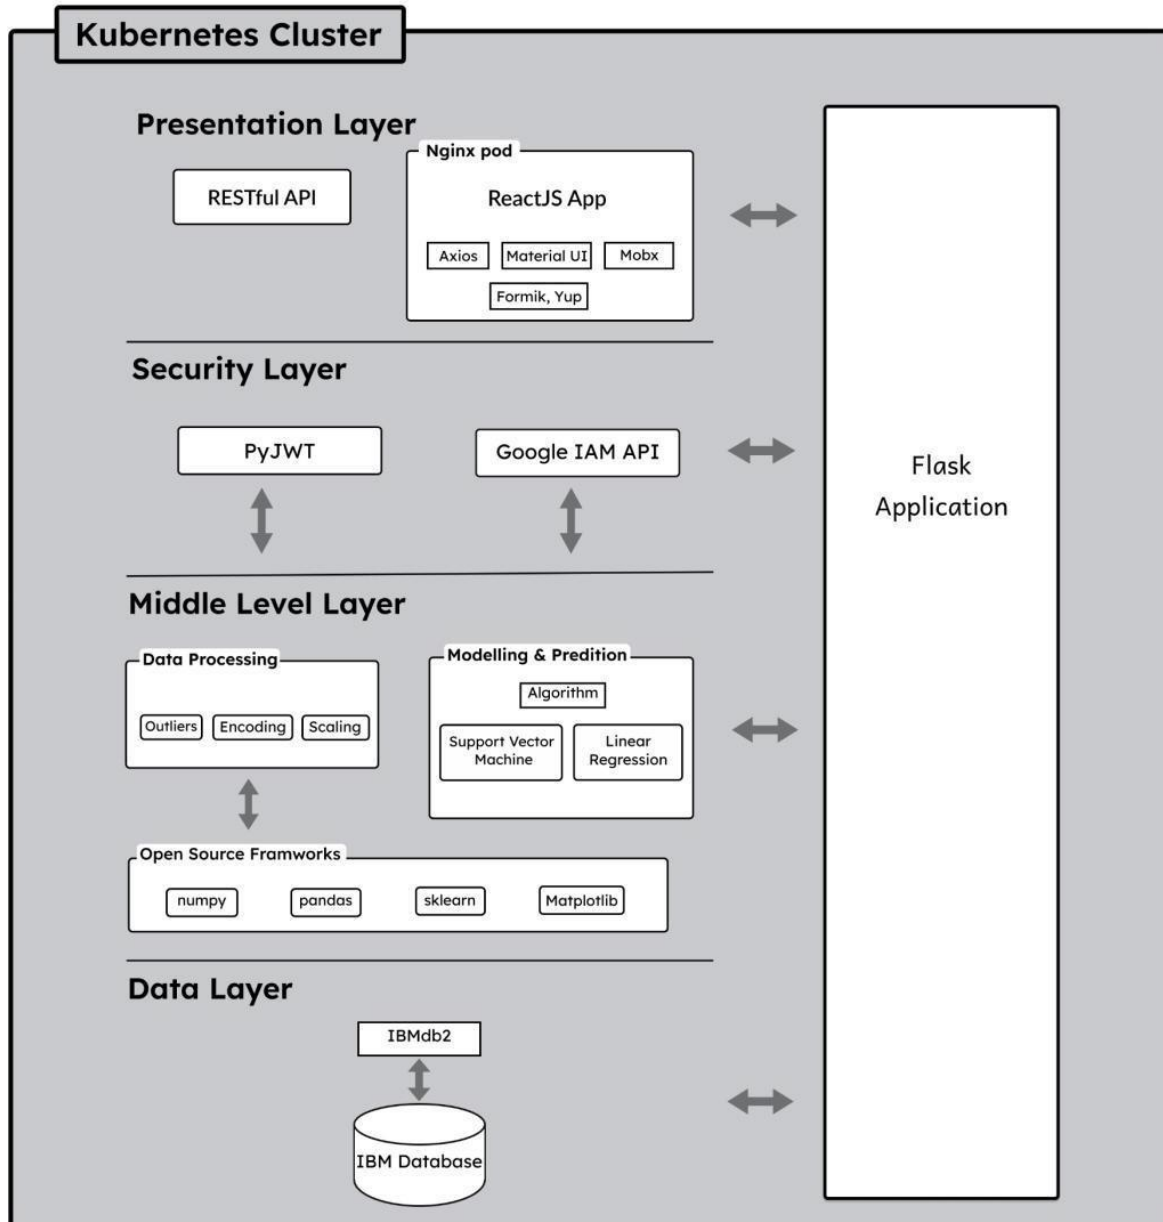 Kubernetes Cluster
Presentation Layer
RESTful API
Nginx pod
ReactJS App
Axios
Material UI
Mobx
Formik, Yup
Security Layer
PyJWT
Google IAM API
Flask
Application
Middle Level Layer
Data Processing
Outliers
Encoding
Scaling
Modelling & Predition
Algorithm
Support Vector
Machine
Linear
Regression
Open Source Framworks
numpy
pandas
sklearn
Matplotlib
Data Layer
IBMdb2
IBM Database